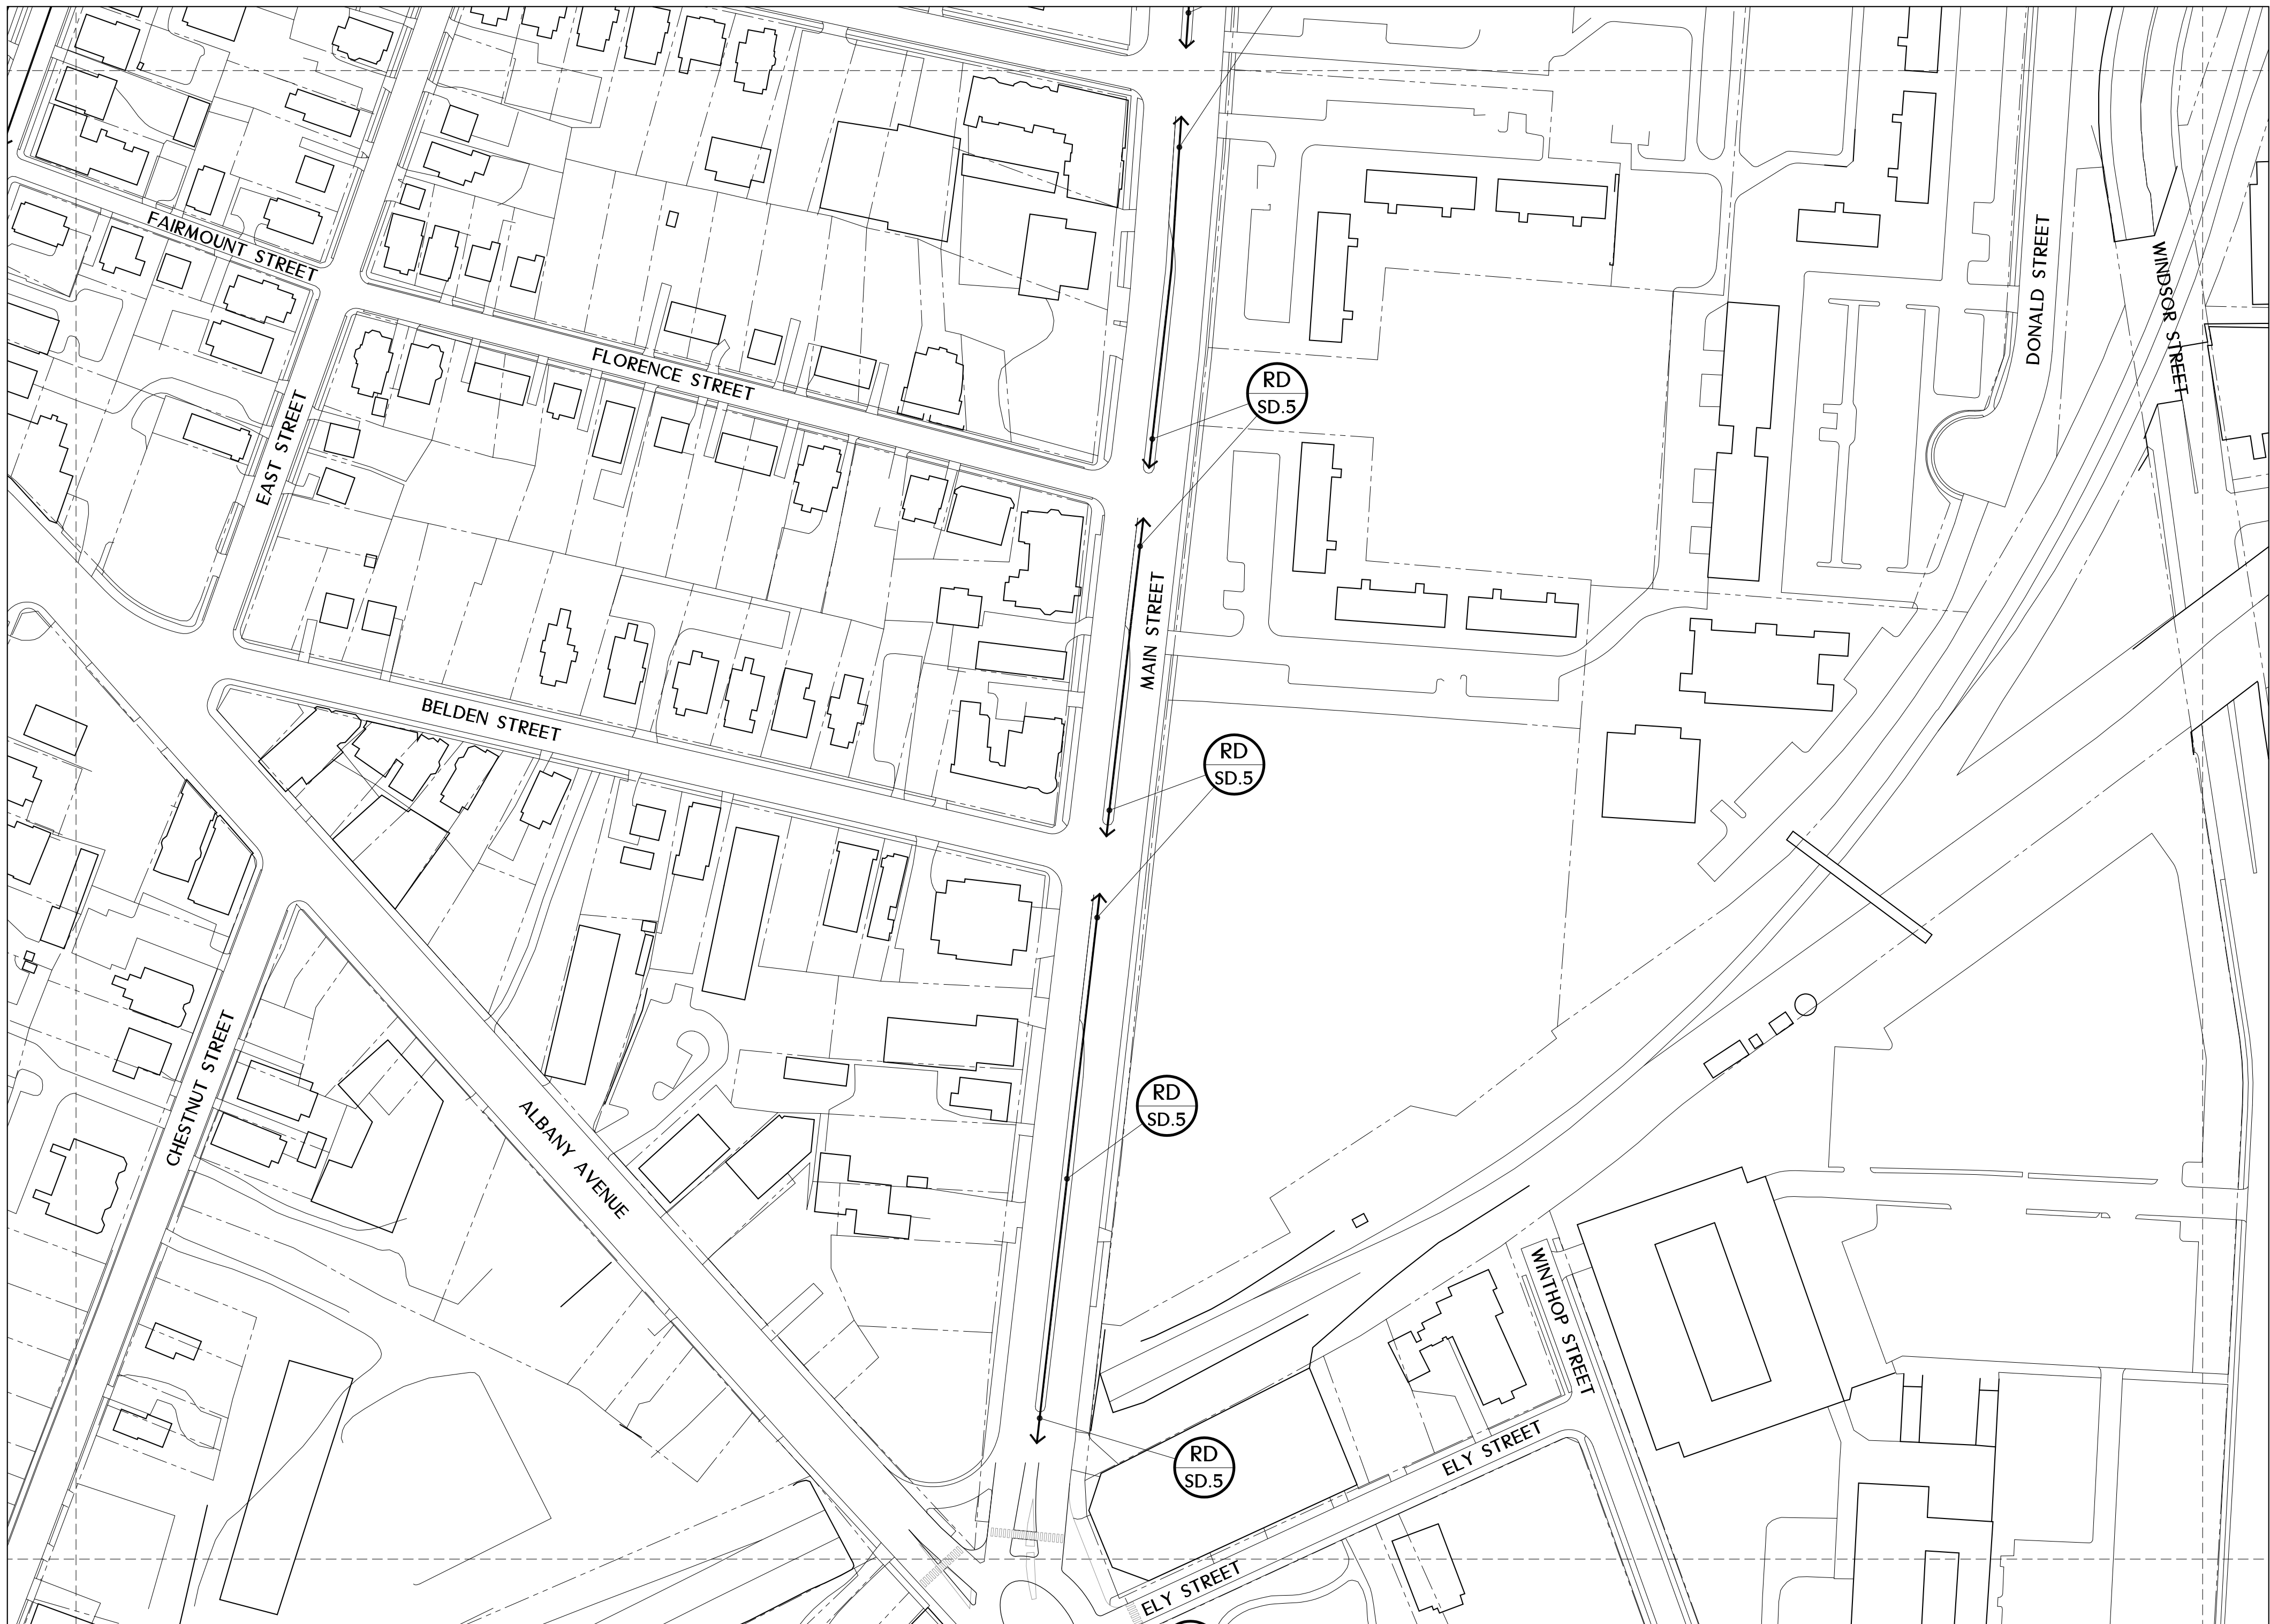 FAIRMOUNT STREET
DONALD STREET
WINDSOR STREET
FLORENCE STREET
RD
SD.5
EAST STREET
MAIN STREET
BELDEN STREET
RD
SD.5
CHESTNUT STREET
ALBANY AVENUE
RD
SD.5
WINTHOP STREET
ELY STREET
RD
SD.5
ELY STREET